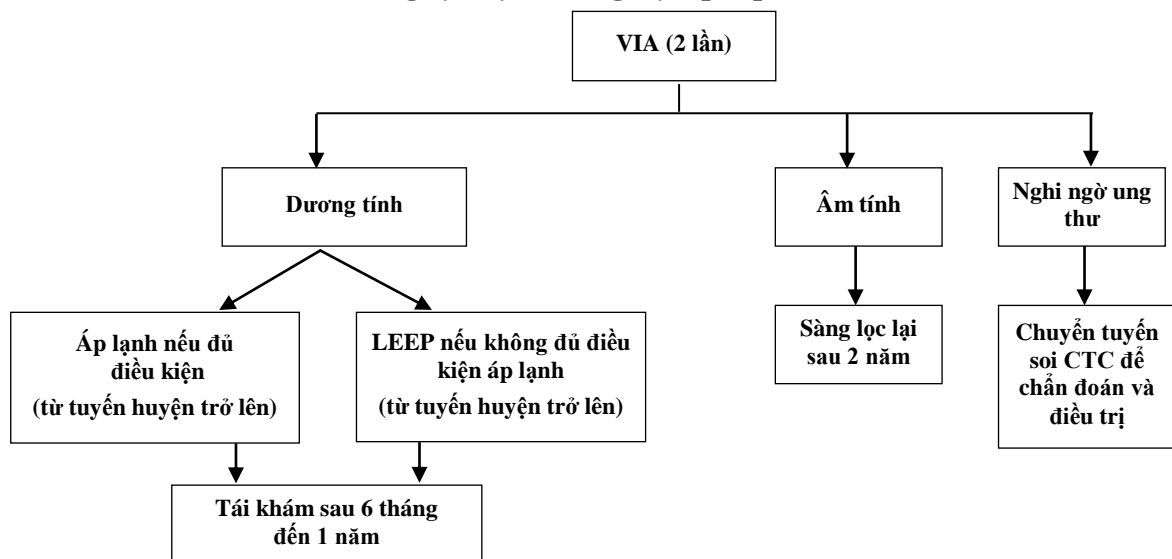 VIA (2 lần)
Dương tính
Âm tính
Nghi ngờ ung
thư
Áp lạnh nếu đủ
điều kiện
(từ tuyến huyện trở lên)
LEEP nếu không đủ điều
kiện áp lạnh
(từ tuyến huyện trở lên)
Sàng lọc lại
sau 2 năm
Chuyển tuyến
soi CTC để
chẩn đoán và
điều trị
Tái khám sau 6 tháng
đến 1 năm